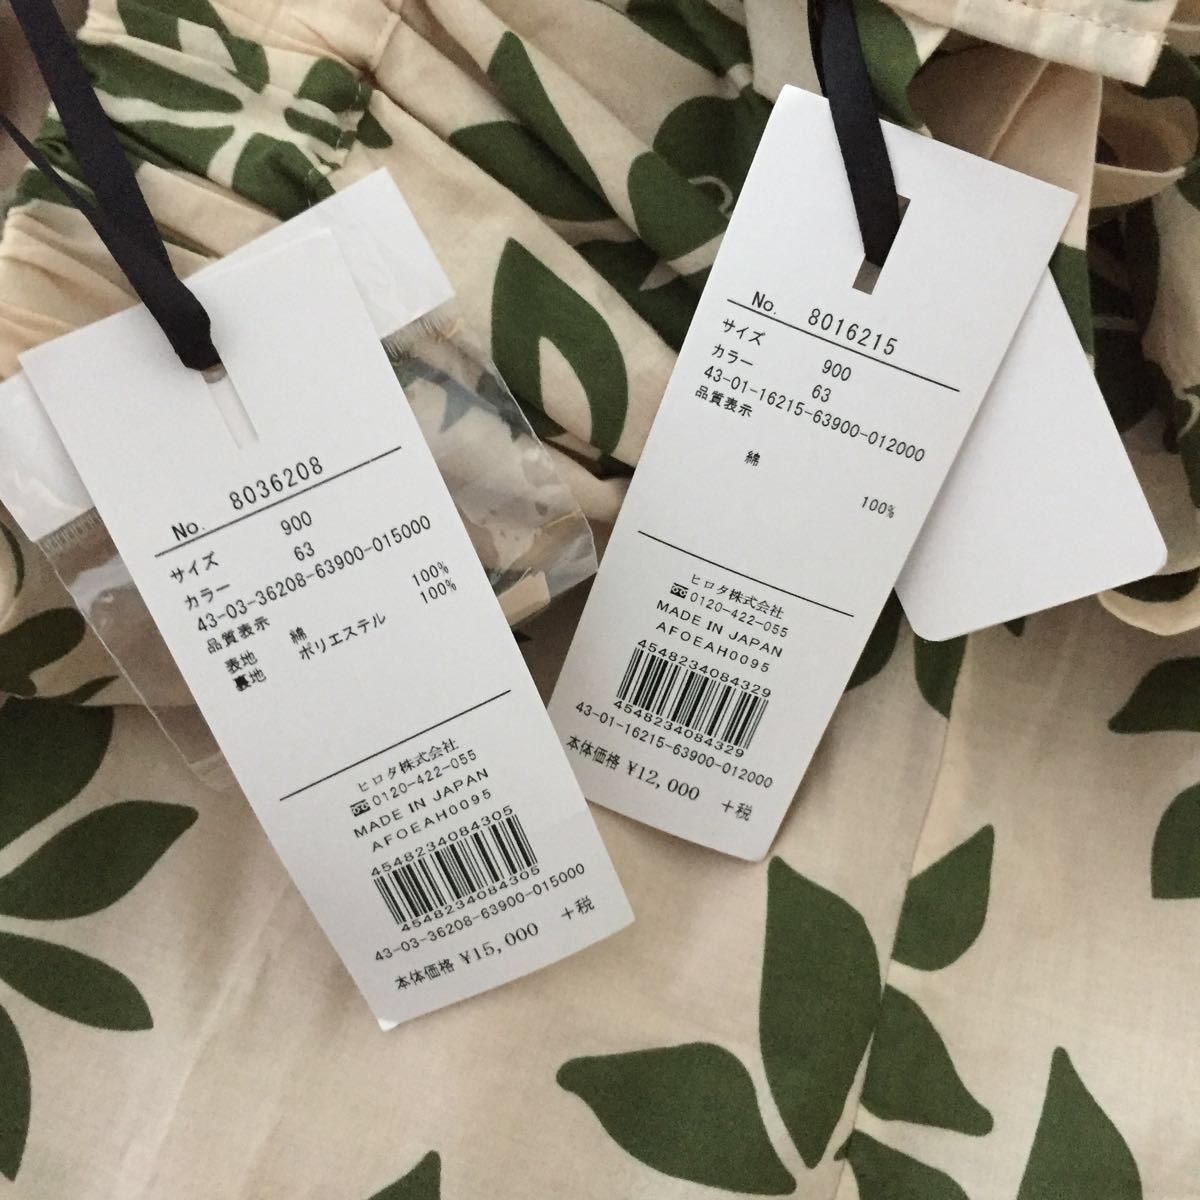 No. 8036208
サイズ 900
カラー 63
43-03-36208-63900-015000
品質表示
表地 綿 100%
裏地 ポリエステル 100%
ヒロタ株式会社
0120-422-055
MADE IN JAPAN
AFOEAH0095
4548234084305
4548234084305
43-03-36208-63900-015000
本体価格 ¥15,000 +税
No. 8016215
サイズ 900
カラー 63
43-01-16215-63900-012000
品質表示
綿 100%
ヒロタ株式会社
0120-422-055
MADE IN JAPAN
AFOEAH0095
4548234084329
4548234084329
43-01-16215-63900-012000
本体価格 ¥12,000 +税